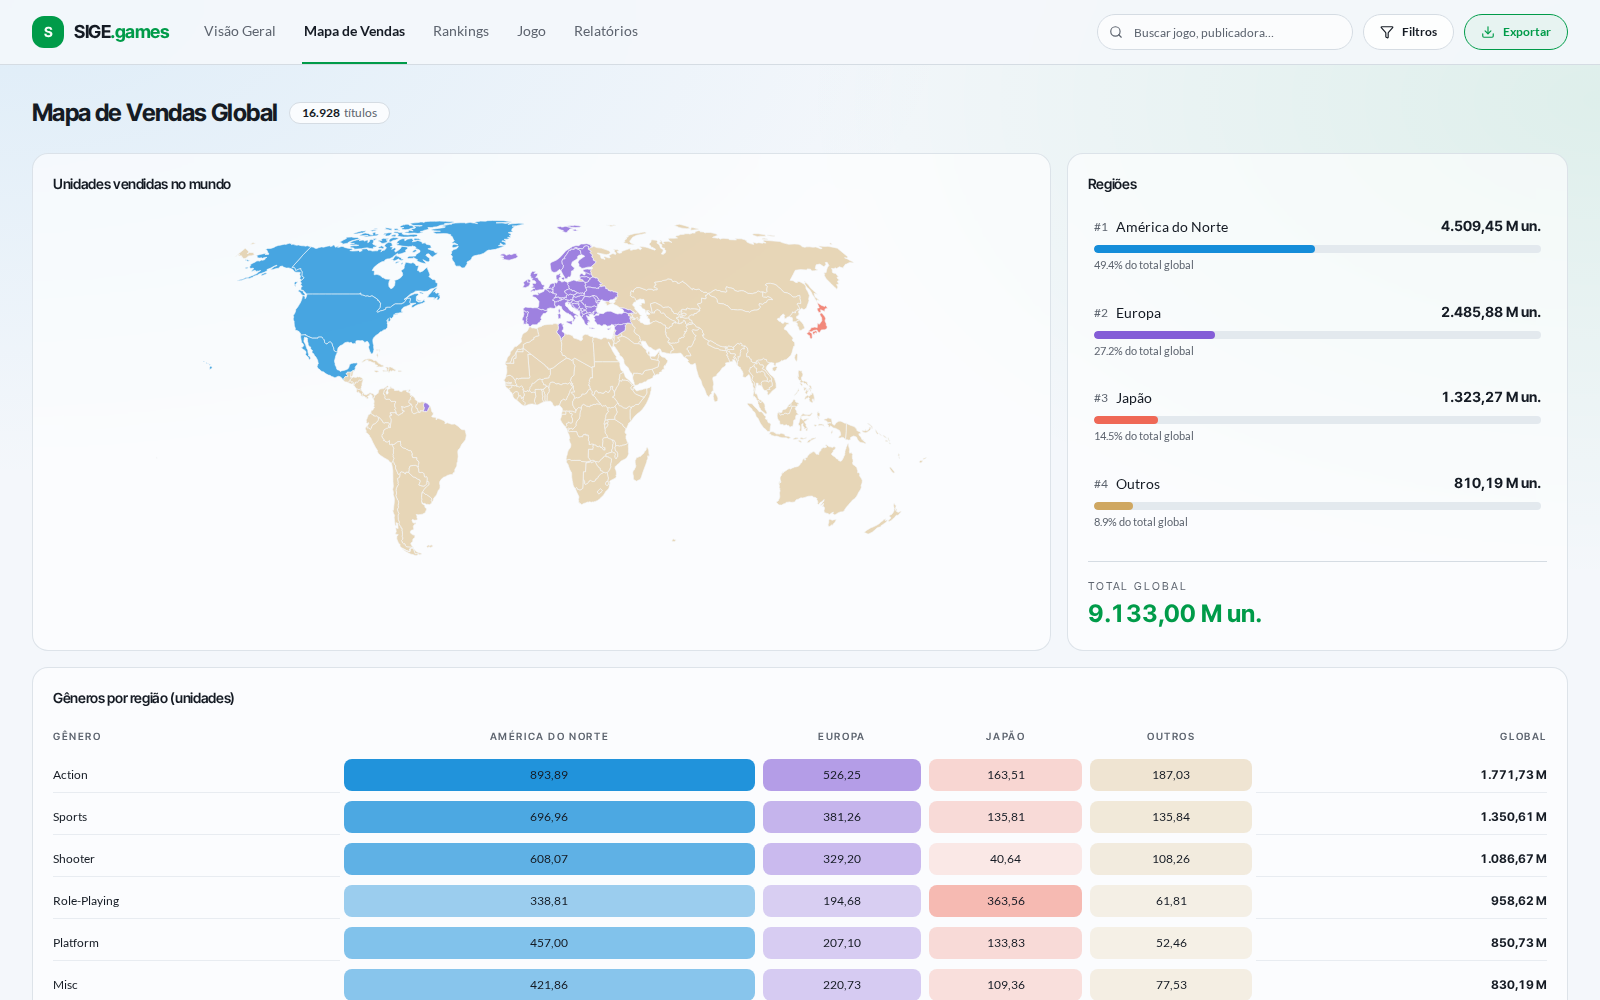 S SIGE.games Visão Geral Mapa de Vendas Rankings Jogo Relatórios Buscar jogo, publicadora... Filtros Exportar
Mapa de Vendas Global 16.928 títulos
Unidades vendidas no mundo
Regiões
#1 América do Norte 4.509,45 M un.
49.4% do total global
#2 Europa 2.485,88 M un.
27.2% do total global
#3 Japão 1.323,27 M un.
14.5% do total global
#4 Outros 810,19 M un.
8.9% do total global
TOTAL GLOBAL
9.133,00 M un.
Gêneros por região (unidades)
GÊNERO AMÉRICA DO NORTE EUROPA JAPÃO OUTROS GLOBAL
Action 893,89 526,25 163,51 187,03 1.771,73 M
Sports 696,96 381,26 135,81 135,84 1.350,61 M
Shooter 608,07 329,20 40,64 108,26 1.086,67 M
Role-Playing 338,81 194,68 363,56 61,81 958,62 M
Platform 457,00 207,10 133,83 52,46 850,73 M
Misc 421,86 220,73 109,36 77,53 830,19 M